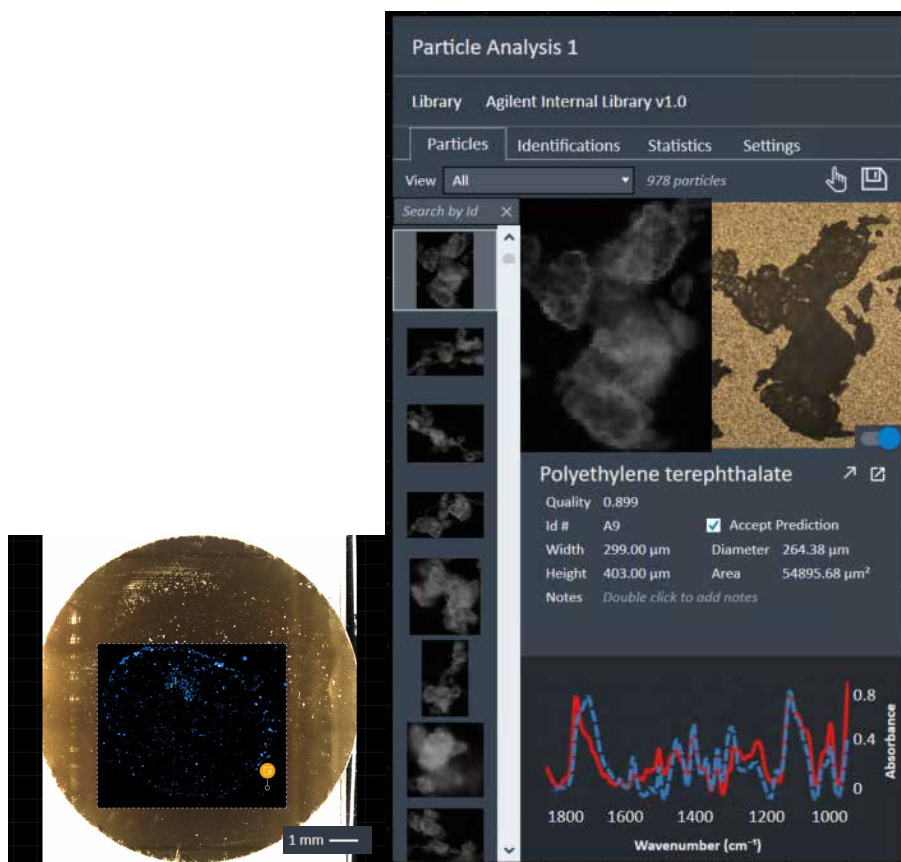 Particle Analysis 1
Library Agilent Internal Library v1.0
Particles Identifications Statistics Settings
View All 978 particles
Search by Id
Polyethylene terephthalate
Quality 0.899
Id # A9 Accept Prediction
Width 299.00 µm Diameter 264.38 µm
Height 403.00 µm Area 54895.68 µm²
Notes Double click to add notes
0.8
0.4
0
Absorbance
1800 1600 1400 1200 1000
Wavenumber (cm⁻¹)
1 mm